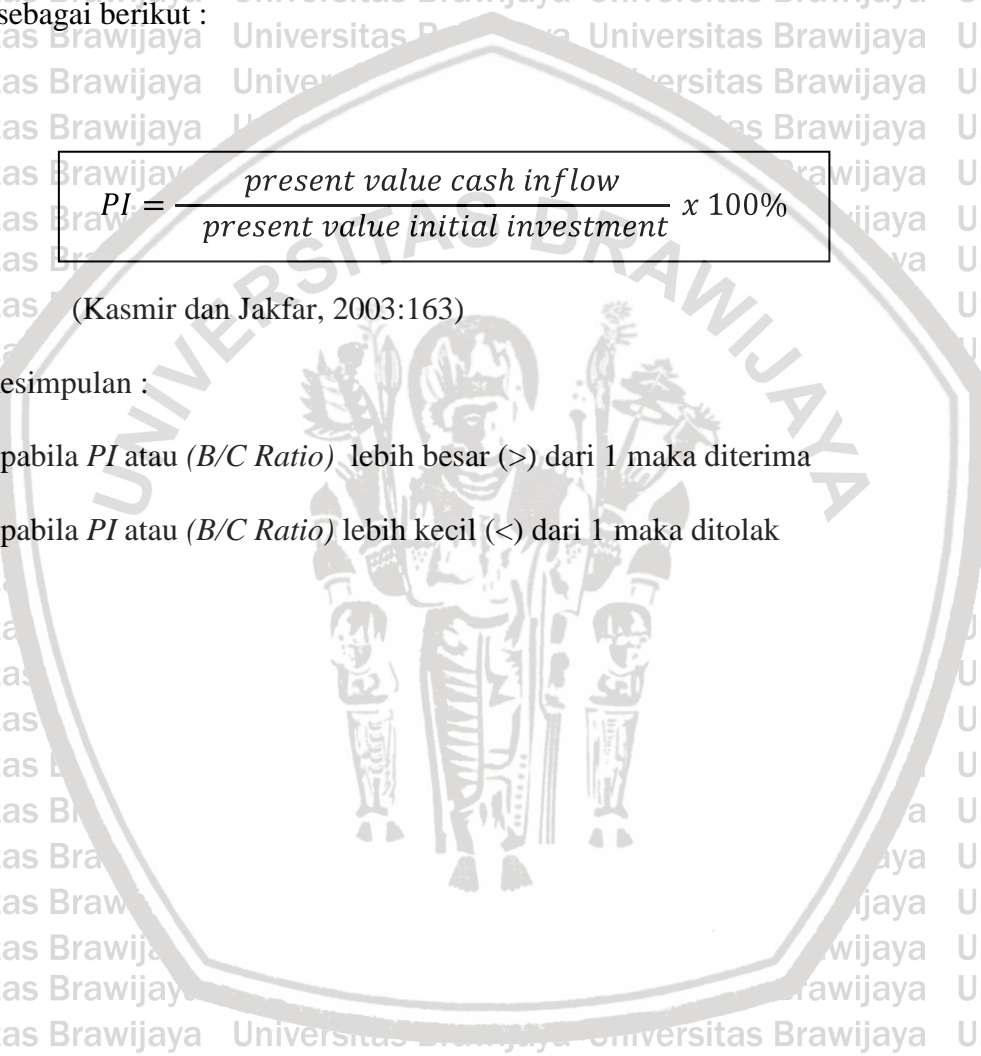 sebagai berikut :
PI = present value cash inflow / present value initial investment x 100%
(Kasmir dan Jakfar, 2003:163)
esimpulan :
pabila PI atau (B/C Ratio) lebih besar (>) dari 1 maka diterima
pabila PI atau (B/C Ratio) lebih kecil (<) dari 1 maka ditolak
UNIVERSITAS BRAWIJAYA